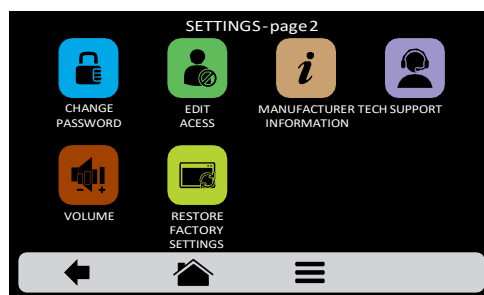 SETTINGS-page2
CHANGE
PASSWORD
EDIT
ACESS
MANUFACTURER
INFORMATION
TECH SUPPORT
VOLUME
RESTORE
FACTORY
SETTINGS